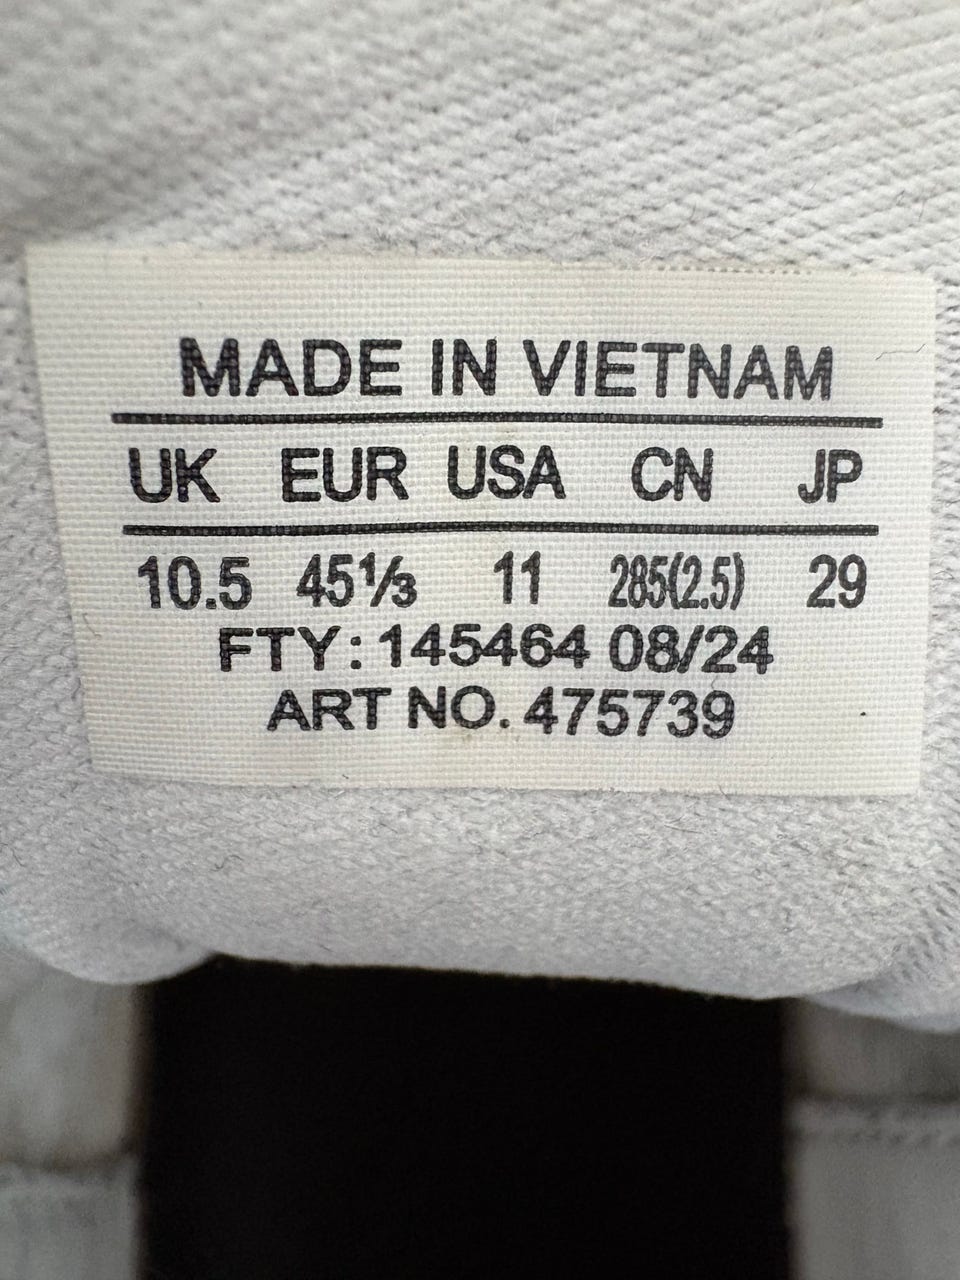 MADE IN VIETNAM
UK EUR USA CN JP
10.5 45⅓ 11 285(2.5) 29
FTY: 145464 08/24
ART NO. 475739